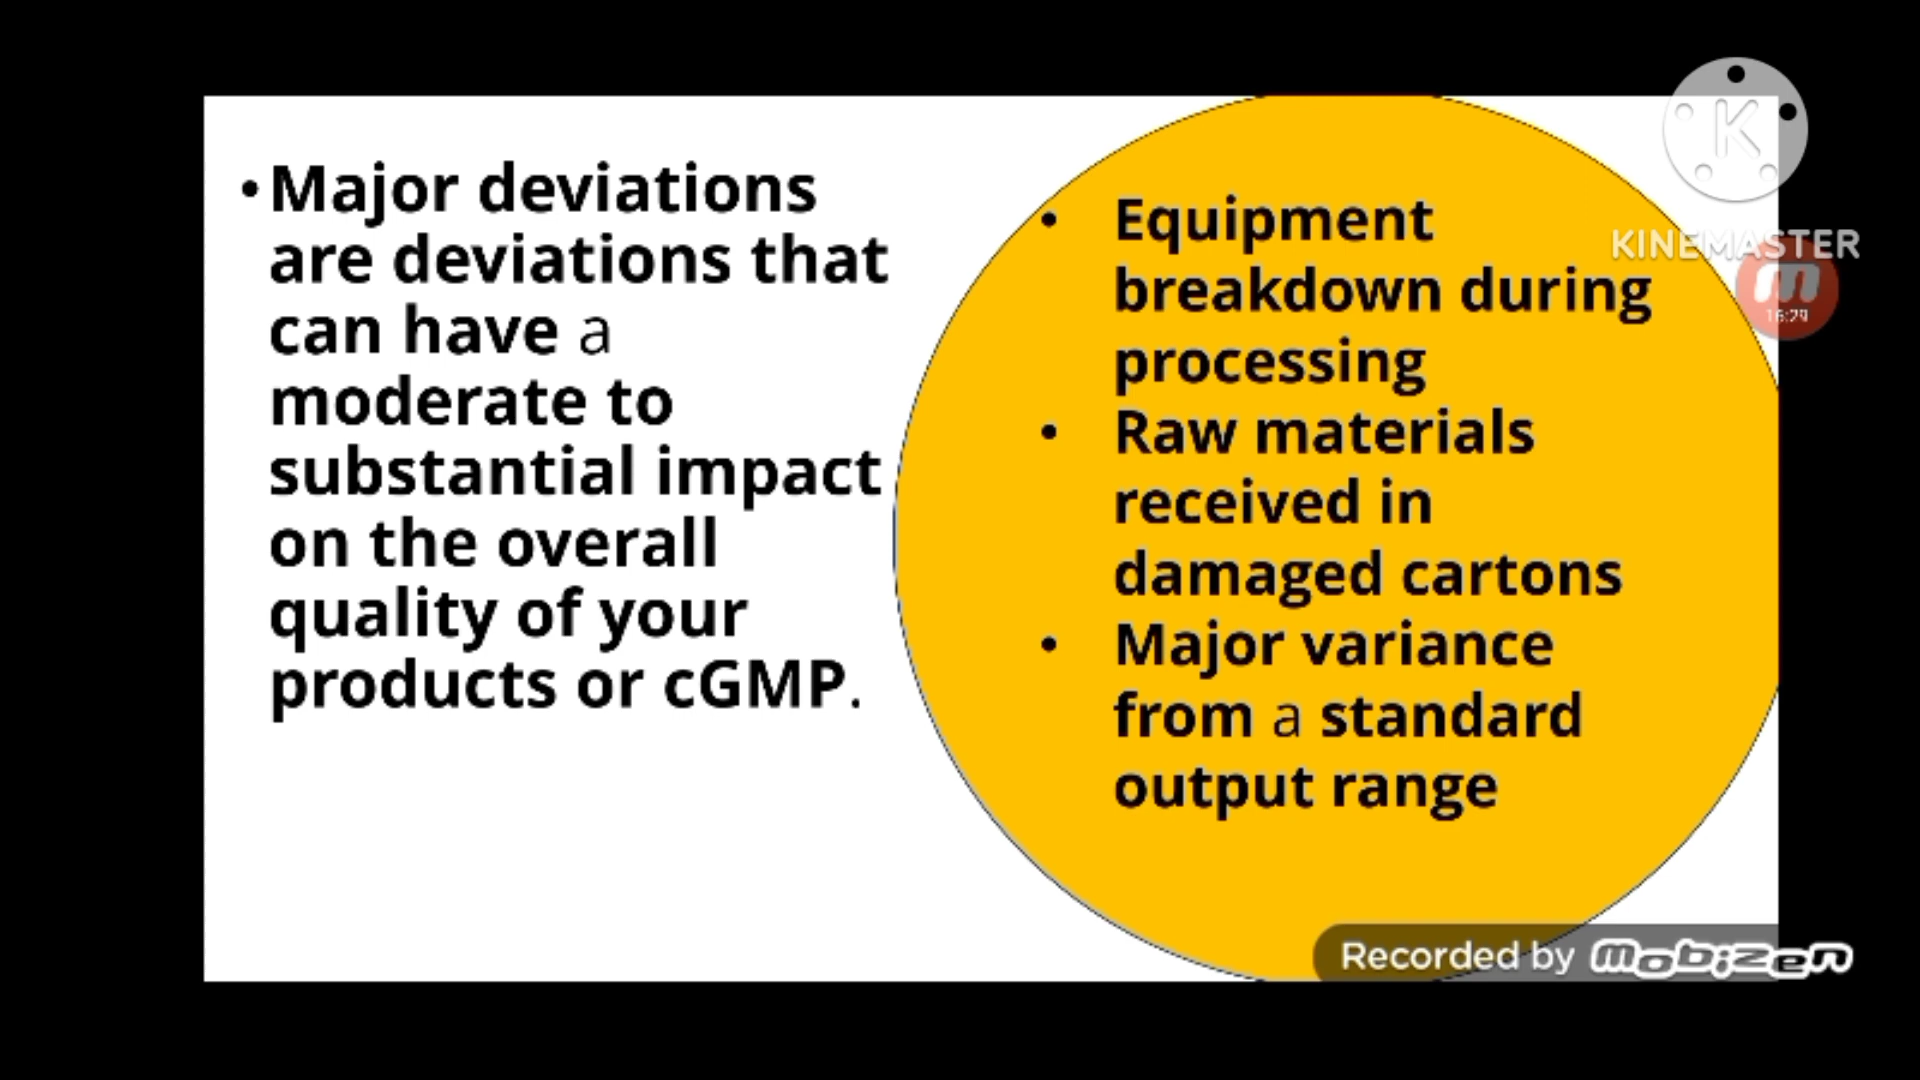 • Major deviations
are deviations that
can have a
moderate to
substantial impact
on the overall
quality of your
products or cGMP.
• Equipment
breakdown during
processing
• Raw materials
received in
damaged cartons
• Major variance
from a standard
output range
K
KINEMASTER
m
16:29
Recorded by mobizen